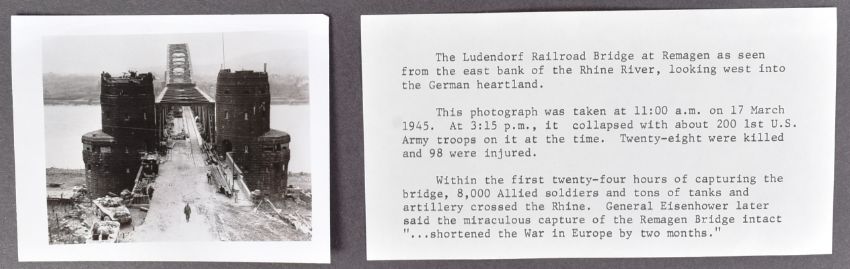 The Ludendorf Railroad Bridge at Remagen as seen
from the east bank of the Rhine River, looking west into
the German heartland.
This photograph was taken at 11:00 a.m. on 17 March
1945. At 3:15 p.m., it collapsed with about 200 1st U.S.
Army troops on it at the time. Twenty-eight were killed
and 98 were injured.
Within the first twenty-four hours of capturing the
bridge, 8,000 Allied soldiers and tons of tanks and
artillery crossed the Rhine. General Eisenhower later
said the miraculous capture of the Remagen Bridge intact
"...shortened the War in Europe by two months."